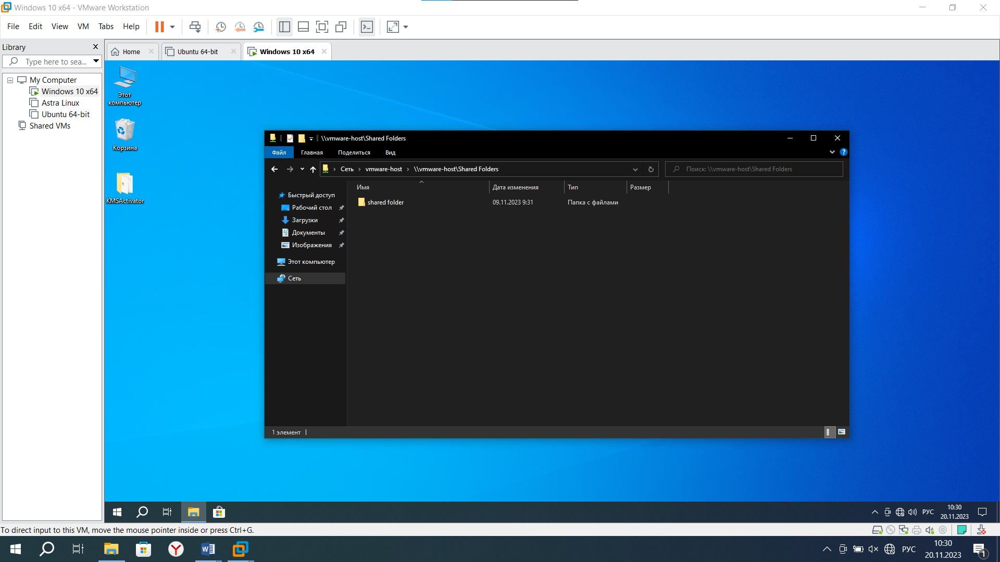 Windows 10 x64 - VMware Workstation
File Edit View VM Tabs Help
Library
Type here to sea...
My Computer
Windows 10 x64
Astra Linux
Ubuntu 64-bit
Shared VMs
Home
Ubuntu 64-bit
Windows 10 x64
Этот компьютер
Корзина
KMSActivator
\\vmware-host\Shared Folders
Файл Главная Поделиться Вид
Сеть vmware-host \\vmware-host\Shared Folders
Поиск: \\vmware-host\Shared Folders
Быстрый доступ
Рабочий стол
Загрузки
Документы
Изображения
Этот компьютер
Сеть
Имя Дата изменения Тип Размер
shared folder 09.11.2023 9:31 Папка с файлами
1 элемент
РУС
10:30
20.11.2023
To direct input to this VM, move the mouse pointer inside or press Ctrl+G.
РУС
10:30
20.11.2023
1